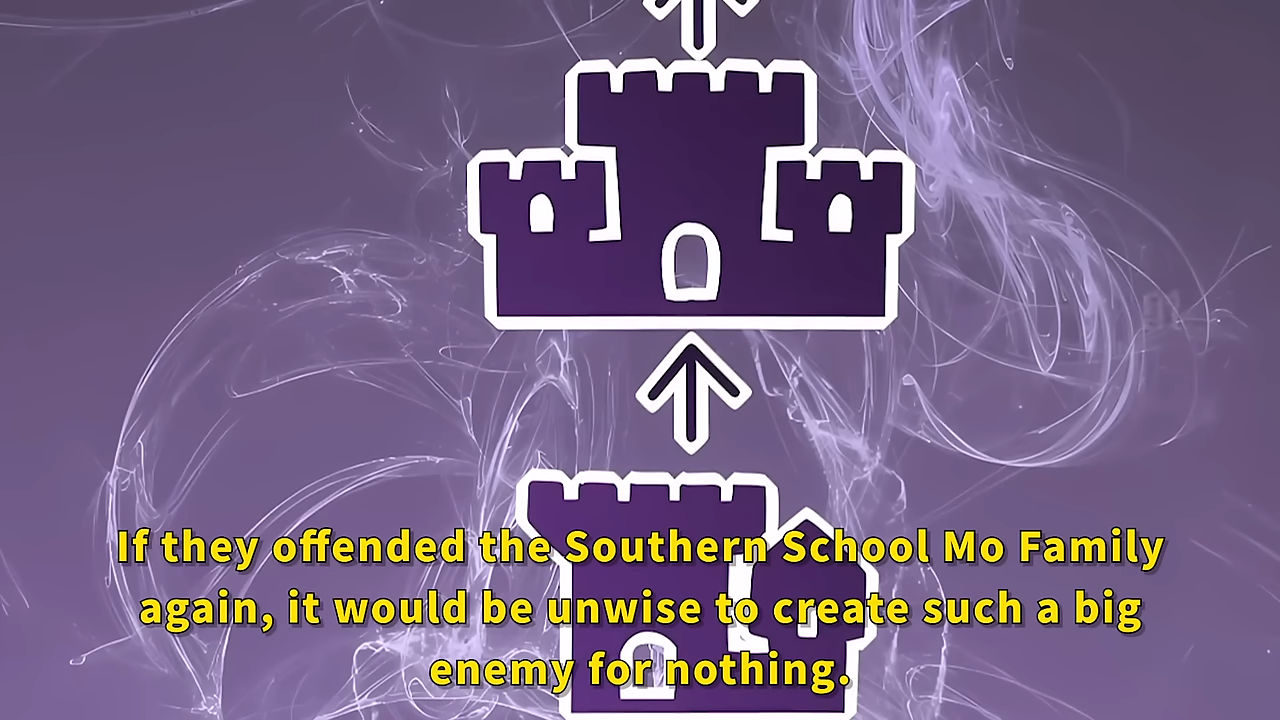 If they offended the Southern School Mo Family
again, it would be unwise to create such a big
enemy for nothing.